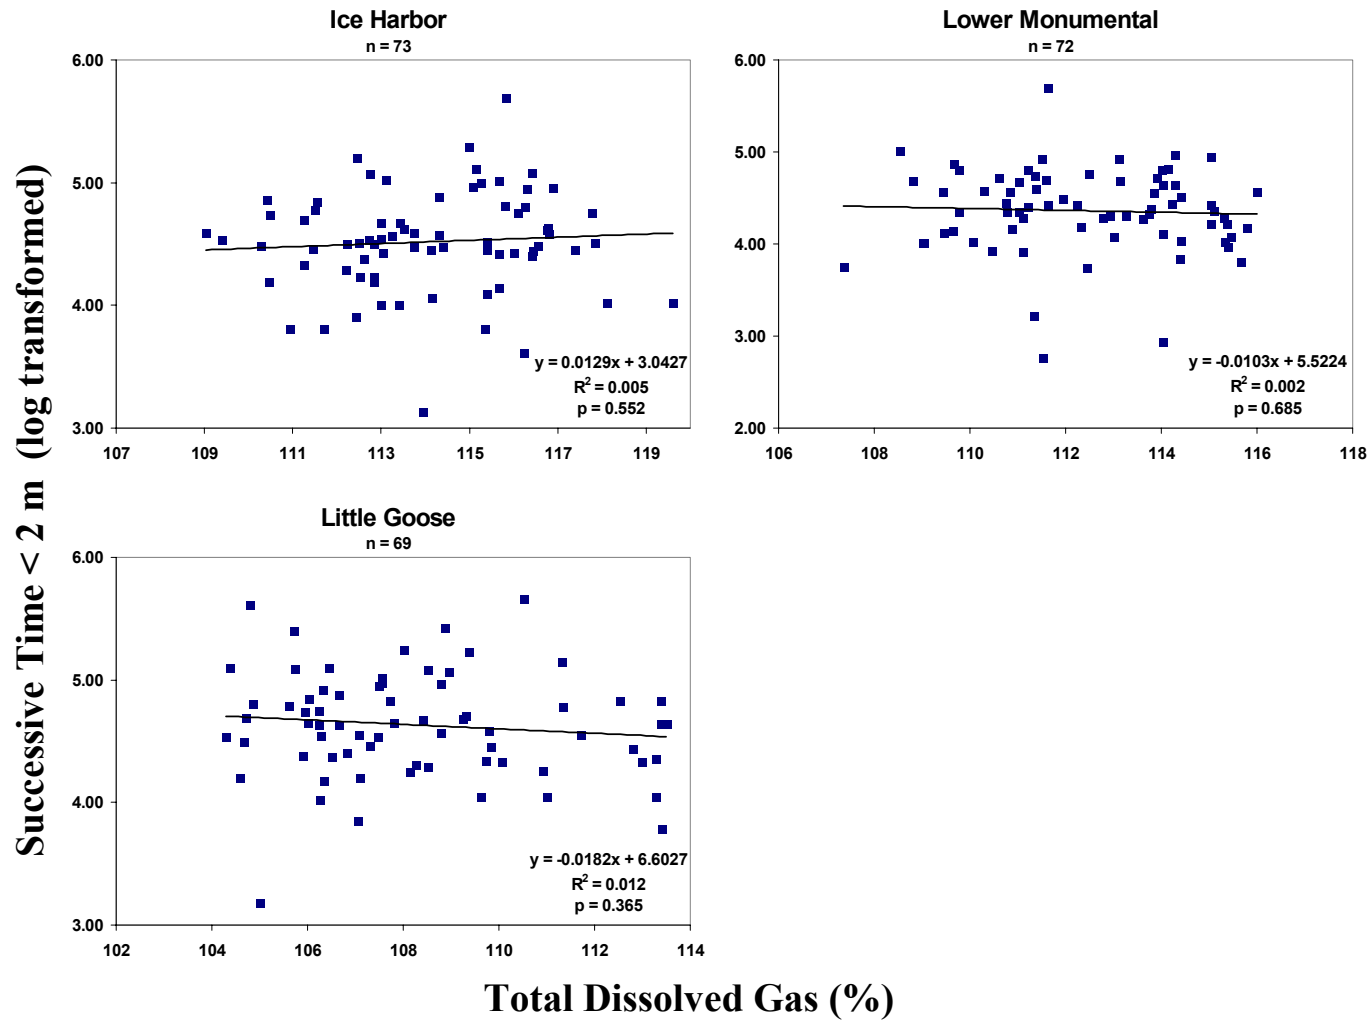 Ice Harbor
n = 73
6.00
5.00
4.00
3.00
y = 0.0129x + 3.0427
R² = 0.005
p = 0.552
107 109 111 113 115 117 119
Lower Monumental
n = 72
6.00
5.00
4.00
3.00
2.00
y = -0.0103x + 5.5224
R² = 0.002
p = 0.685
106 108 110 112 114 116 118
Successive Time < 2 m (log transformed)
Little Goose
n = 69
6.00
5.00
4.00
3.00
y = -0.0182x + 6.6027
R² = 0.012
p = 0.365
102 104 106 108 110 112 114
Total Dissolved Gas (%)